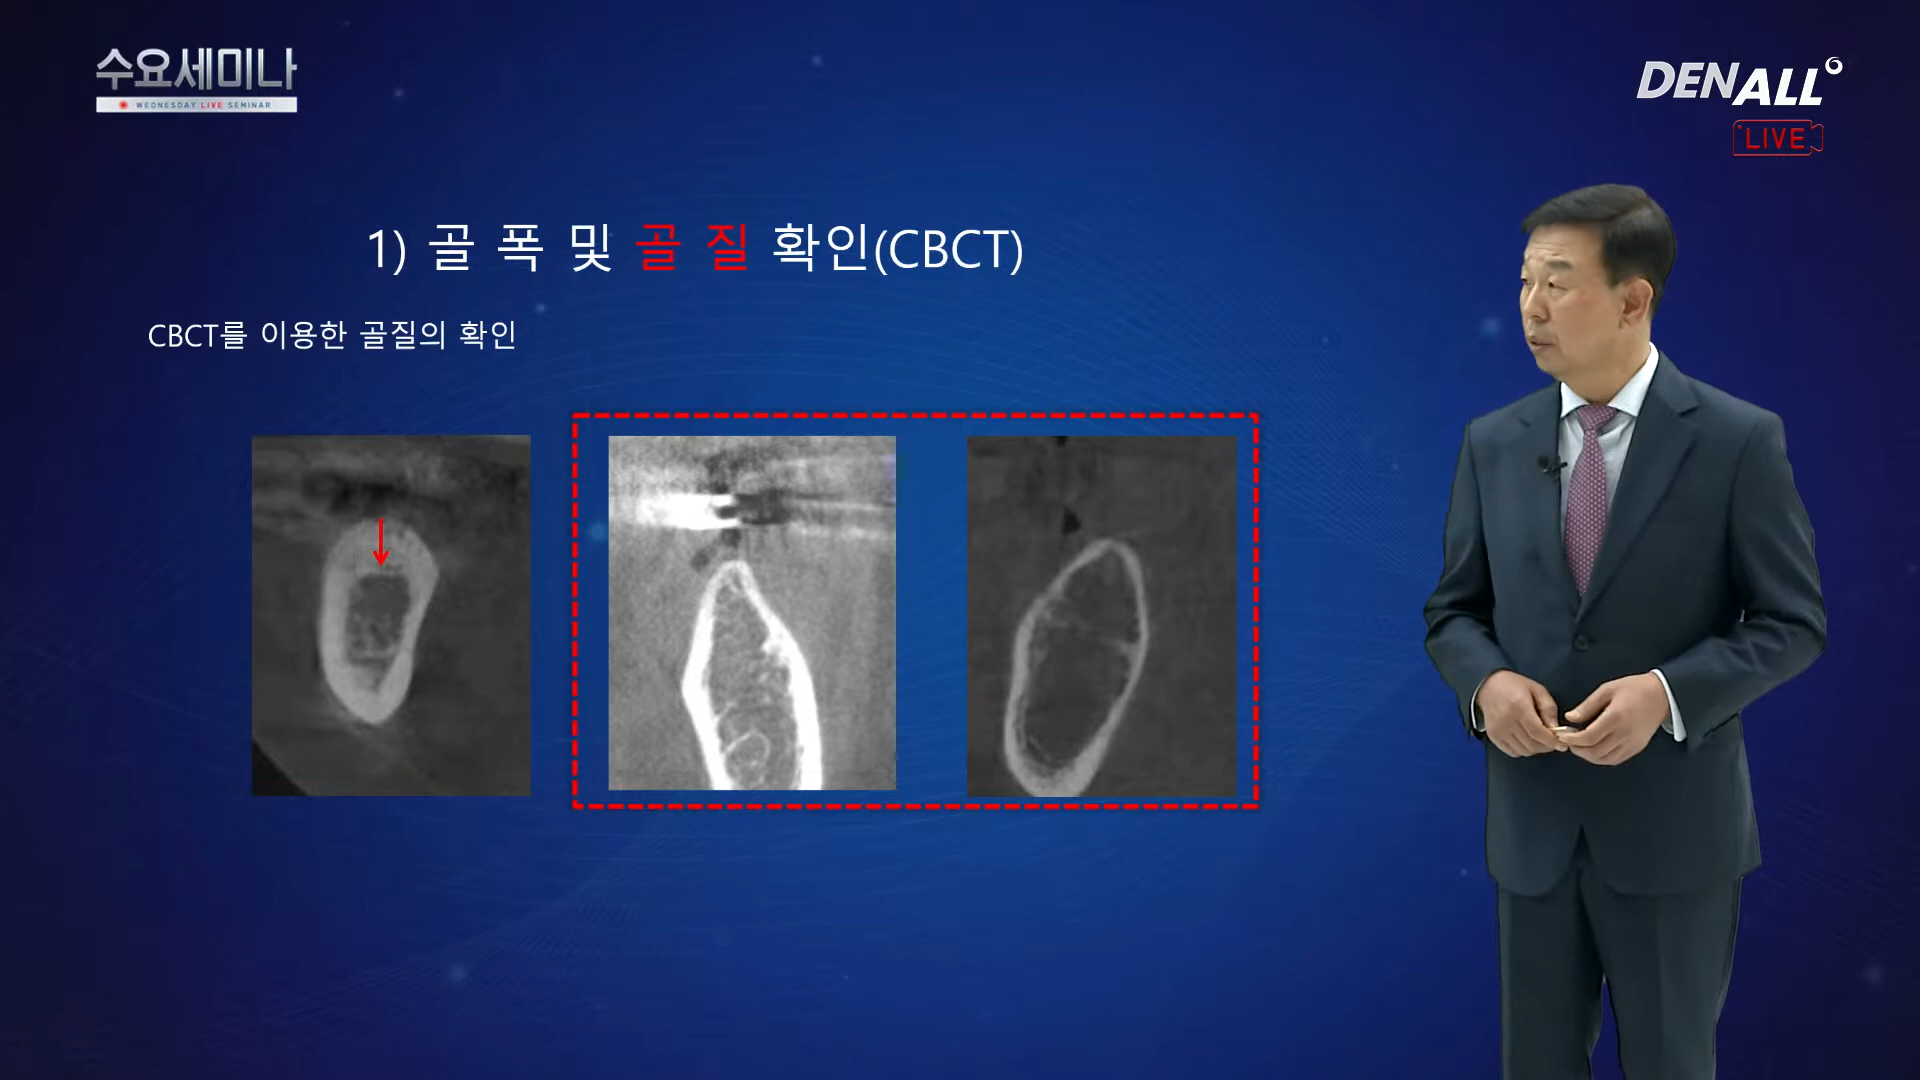 수요세미나
WEDNESDAY LIVE SEMINAR
DENALL
LIVE
1) 골 폭 및 골 질 확인(CBCT)
CBCT를 이용한 골질의 확인